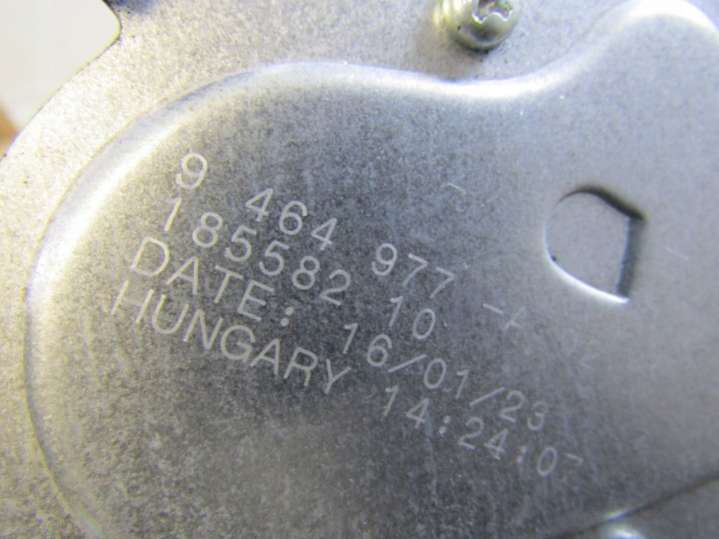 9 464 977
185582 10
DATE: 16/01/23
HUNGARY 14:24:07